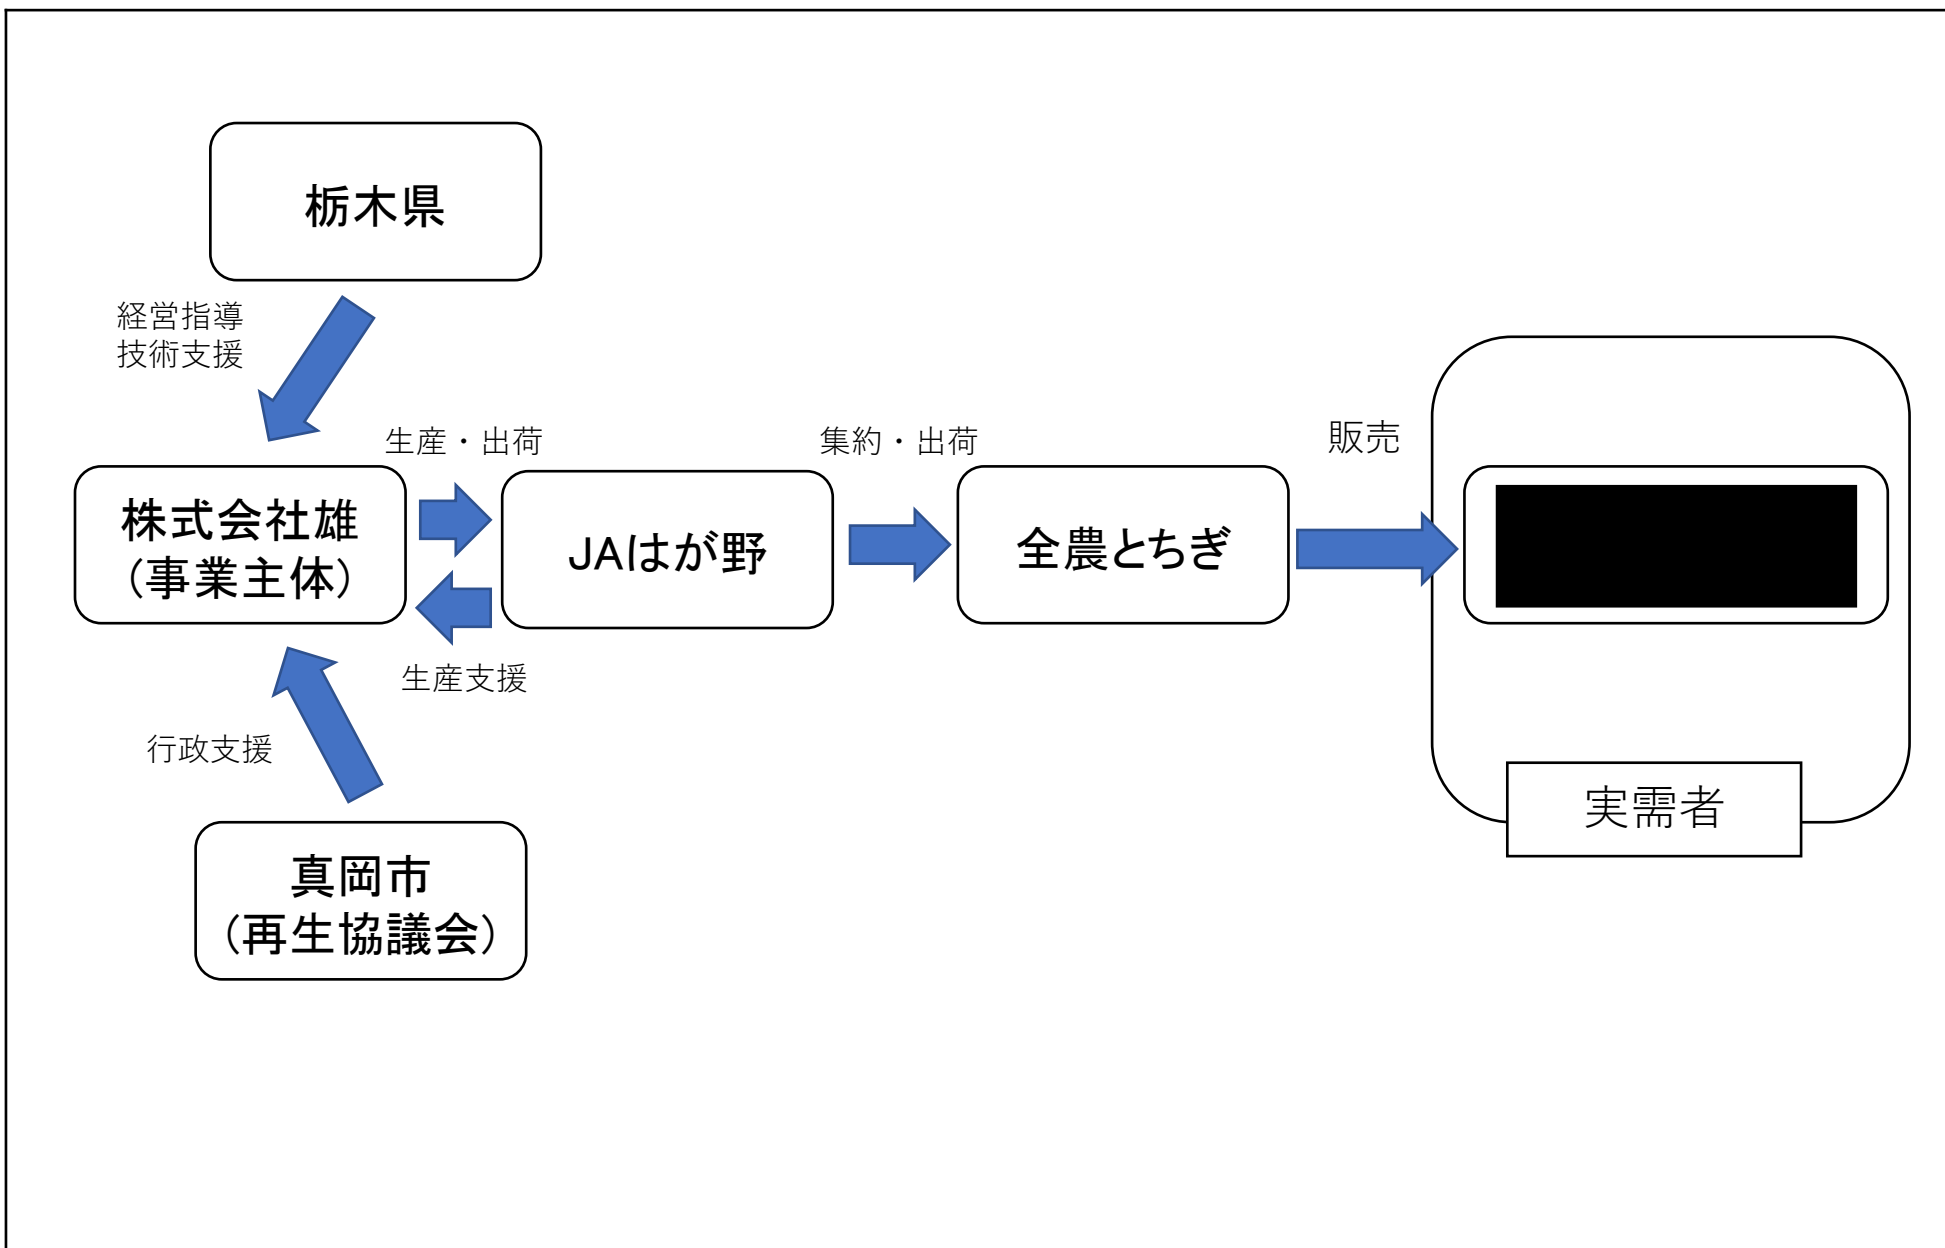 栃木県
経営指導
技術支援
生産・出荷
集約・出荷
販売
株式会社雄
（事業主体）
JAはが野
全農とちぎ
生産支援
行政支援
実需者
真岡市
（再生協議会）